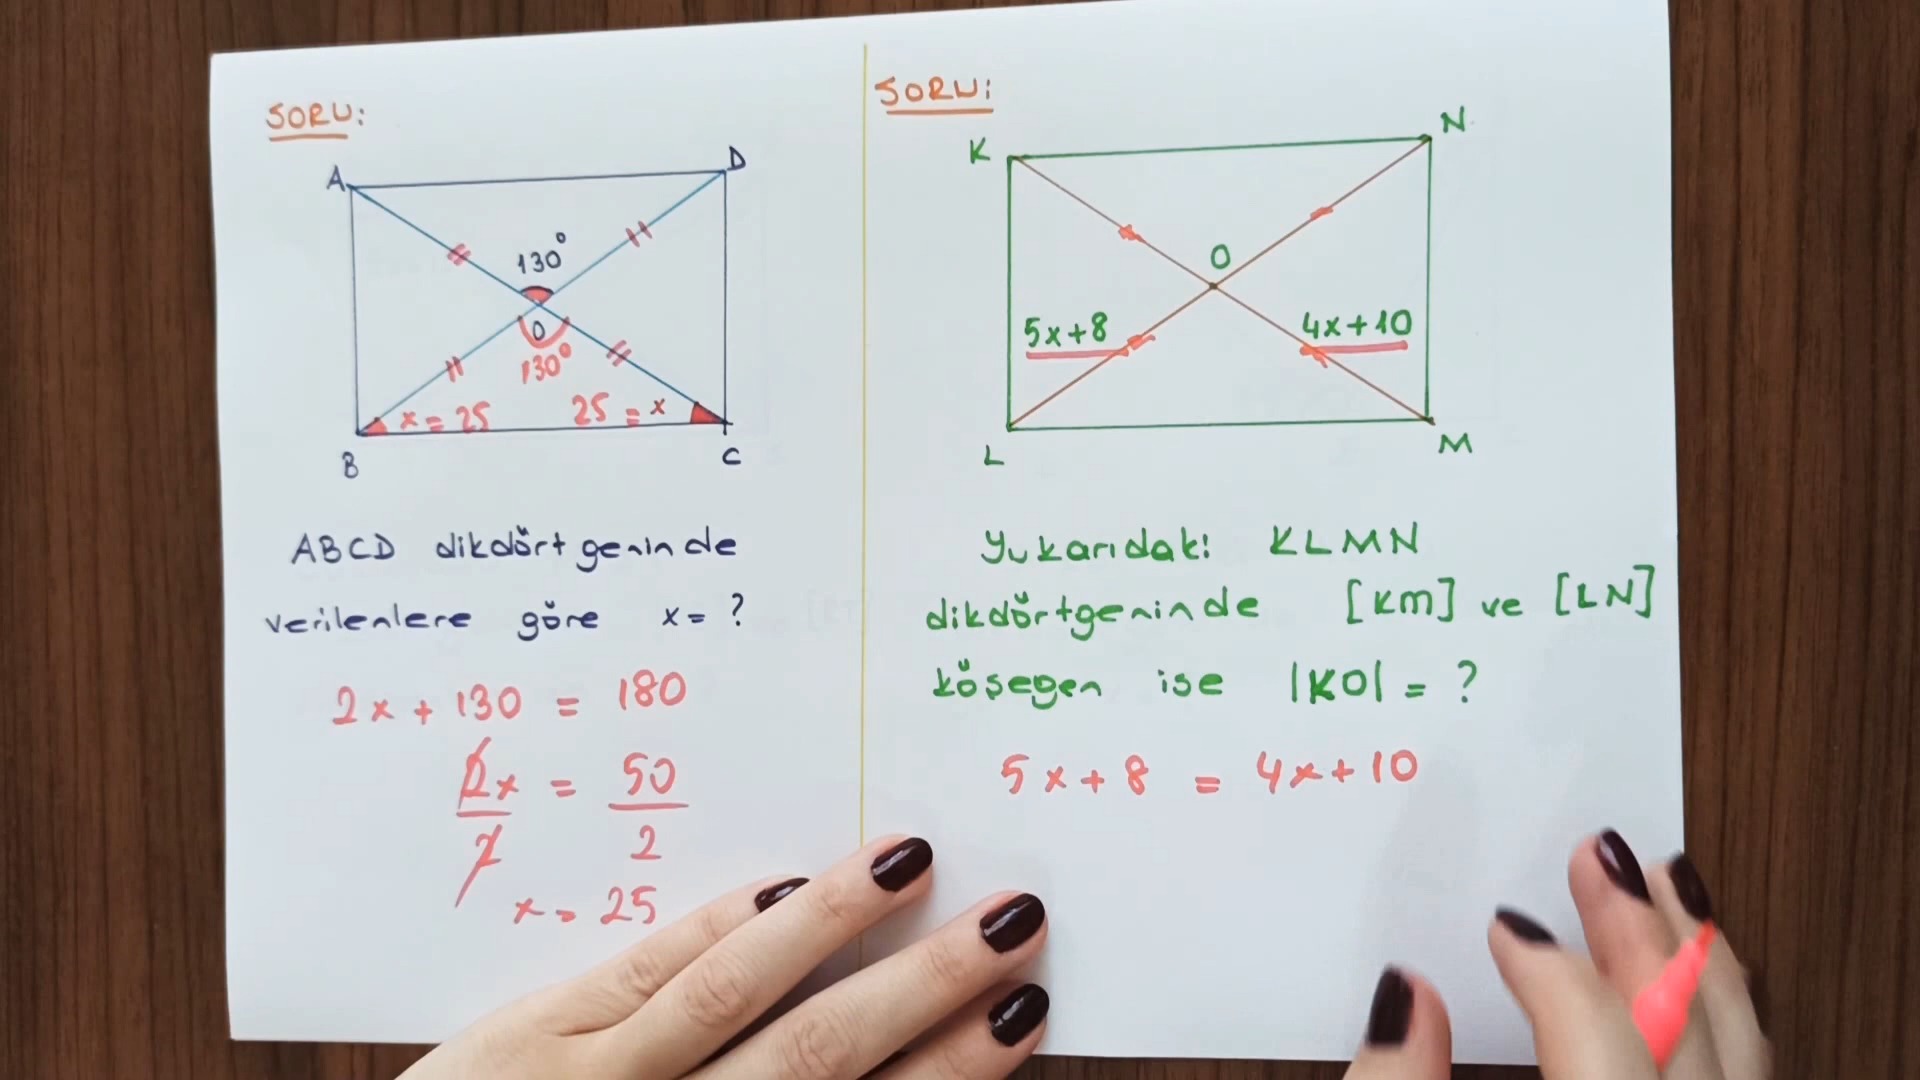 SORU:
A
D
130°
O
130°
x = 25
25 = x
B
C
ABCD dikdörtgeninde
verilenlere göre x = ?
2x + 130 = 180
2x = 50
2 2
x = 25
SORU:
K
N
O
5x+8
4x+10
L
M
Yukarıdaki KLMN
dikdörtgeninde [KM] ve [LN]
köşegen ise |KO| = ?
5x+8 = 4x+10